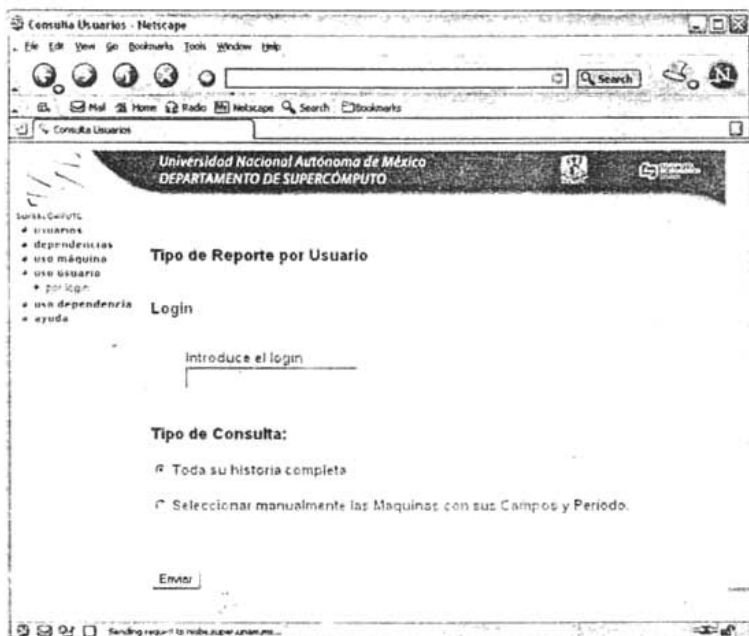 Consulta Usuarios - Netscape
File Edit View Go Bookmarks Tools Window Help
Search
Mail Home Radio Netscape Search Bookmarks
Consulta Usuarios
Universidad Nacional Autónoma de México
DEPARTAMENTO DE SUPERCÓMPUTO
usuarios
dependencias
uso máquina
uso usuario
por login
uso dependencia
ayuda
Tipo de Reporte por Usuario
Login
Introduce el login
Tipo de Consulta:
Toda su historia completa
Seleccionar manualmente las Maquinas con sus Campos y Periodo.
Enviar
Sending request to